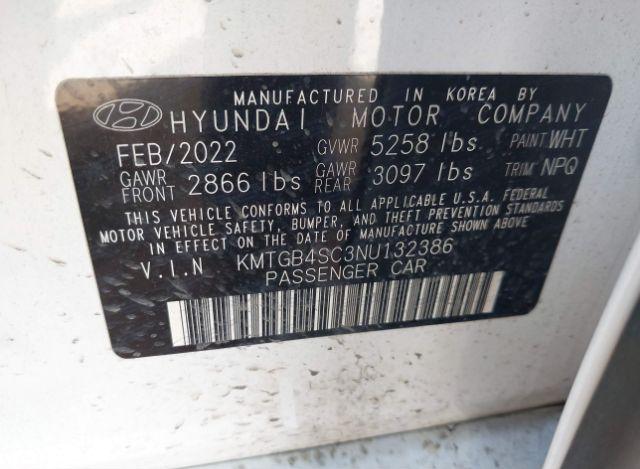 MANUFACTURED IN KOREA BY
HYUNDAI MOTOR COMPANY
FEB/2022 GVWR 5258 lbs PAINT WHT
GAWR FRONT 2866 lbs GAWR REAR 3097 lbs TRIM NPQ
THIS VEHICLE CONFORMS TO ALL APPLICABLE U.S.A. FEDERAL
MOTOR VEHICLE SAFETY, BUMPER, AND THEFT PREVENTION STANDARDS
IN EFFECT ON THE DATE OF MANUFACTURE SHOWN ABOVE
V.I.N KMTGB4SC3NU132386
PASSENGER CAR